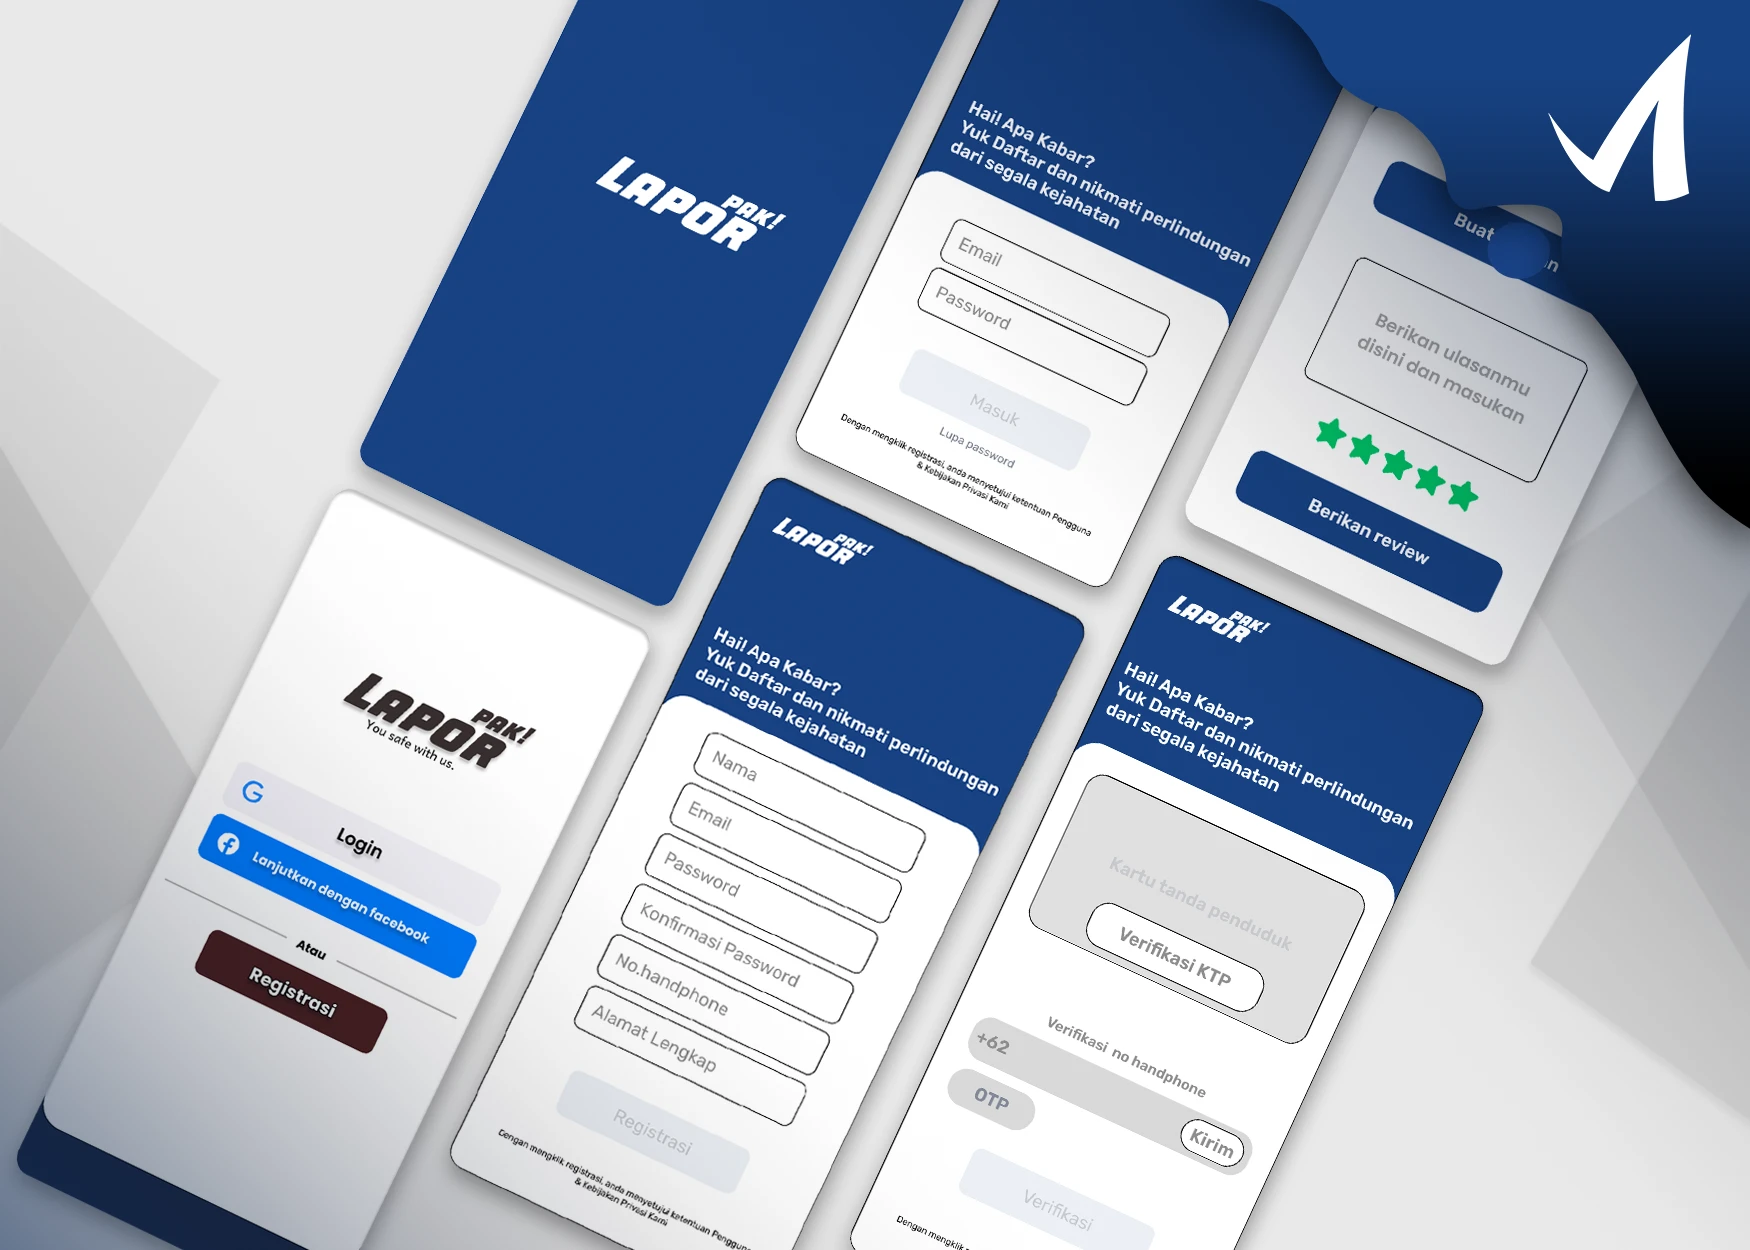 LAPOR
PAK!
Hai! Apa Kabar?
Yuk Daftar dan nikmati perlindungan
dari segala kejahatan
Email
Password
Masuk
Lupa password
Dengan mengklik registrasi, anda menyetujui ketentuan Pengguna
& Kebijakan Privasi Kami
Buat
Berikan ulasanmu
disini dan masukan
Berikan review
LAPOR
PAK!
You safe with us.
Login
Lanjutkan dengan facebook
Atau
Registrasi
LAPOR
PAK!
Hai! Apa Kabar?
Yuk Daftar dan nikmati perlindungan
dari segala kejahatan
Nama
Email
Password
Konfirmasi Password
No.handphone
Alamat Lengkap
Registrasi
Dengan mengklik registrasi, anda menyetujui ketentuan Pengguna
& Kebijakan Privasi Kami
LAPOR
PAK!
Hai! Apa Kabar?
Yuk Daftar dan nikmati perlindungan
dari segala kejahatan
Kartu tanda penduduk
Verifikasi KTP
Verifikasi no handphone
+62
OTP
Kirim
Verifikasi
Dengan mengklik